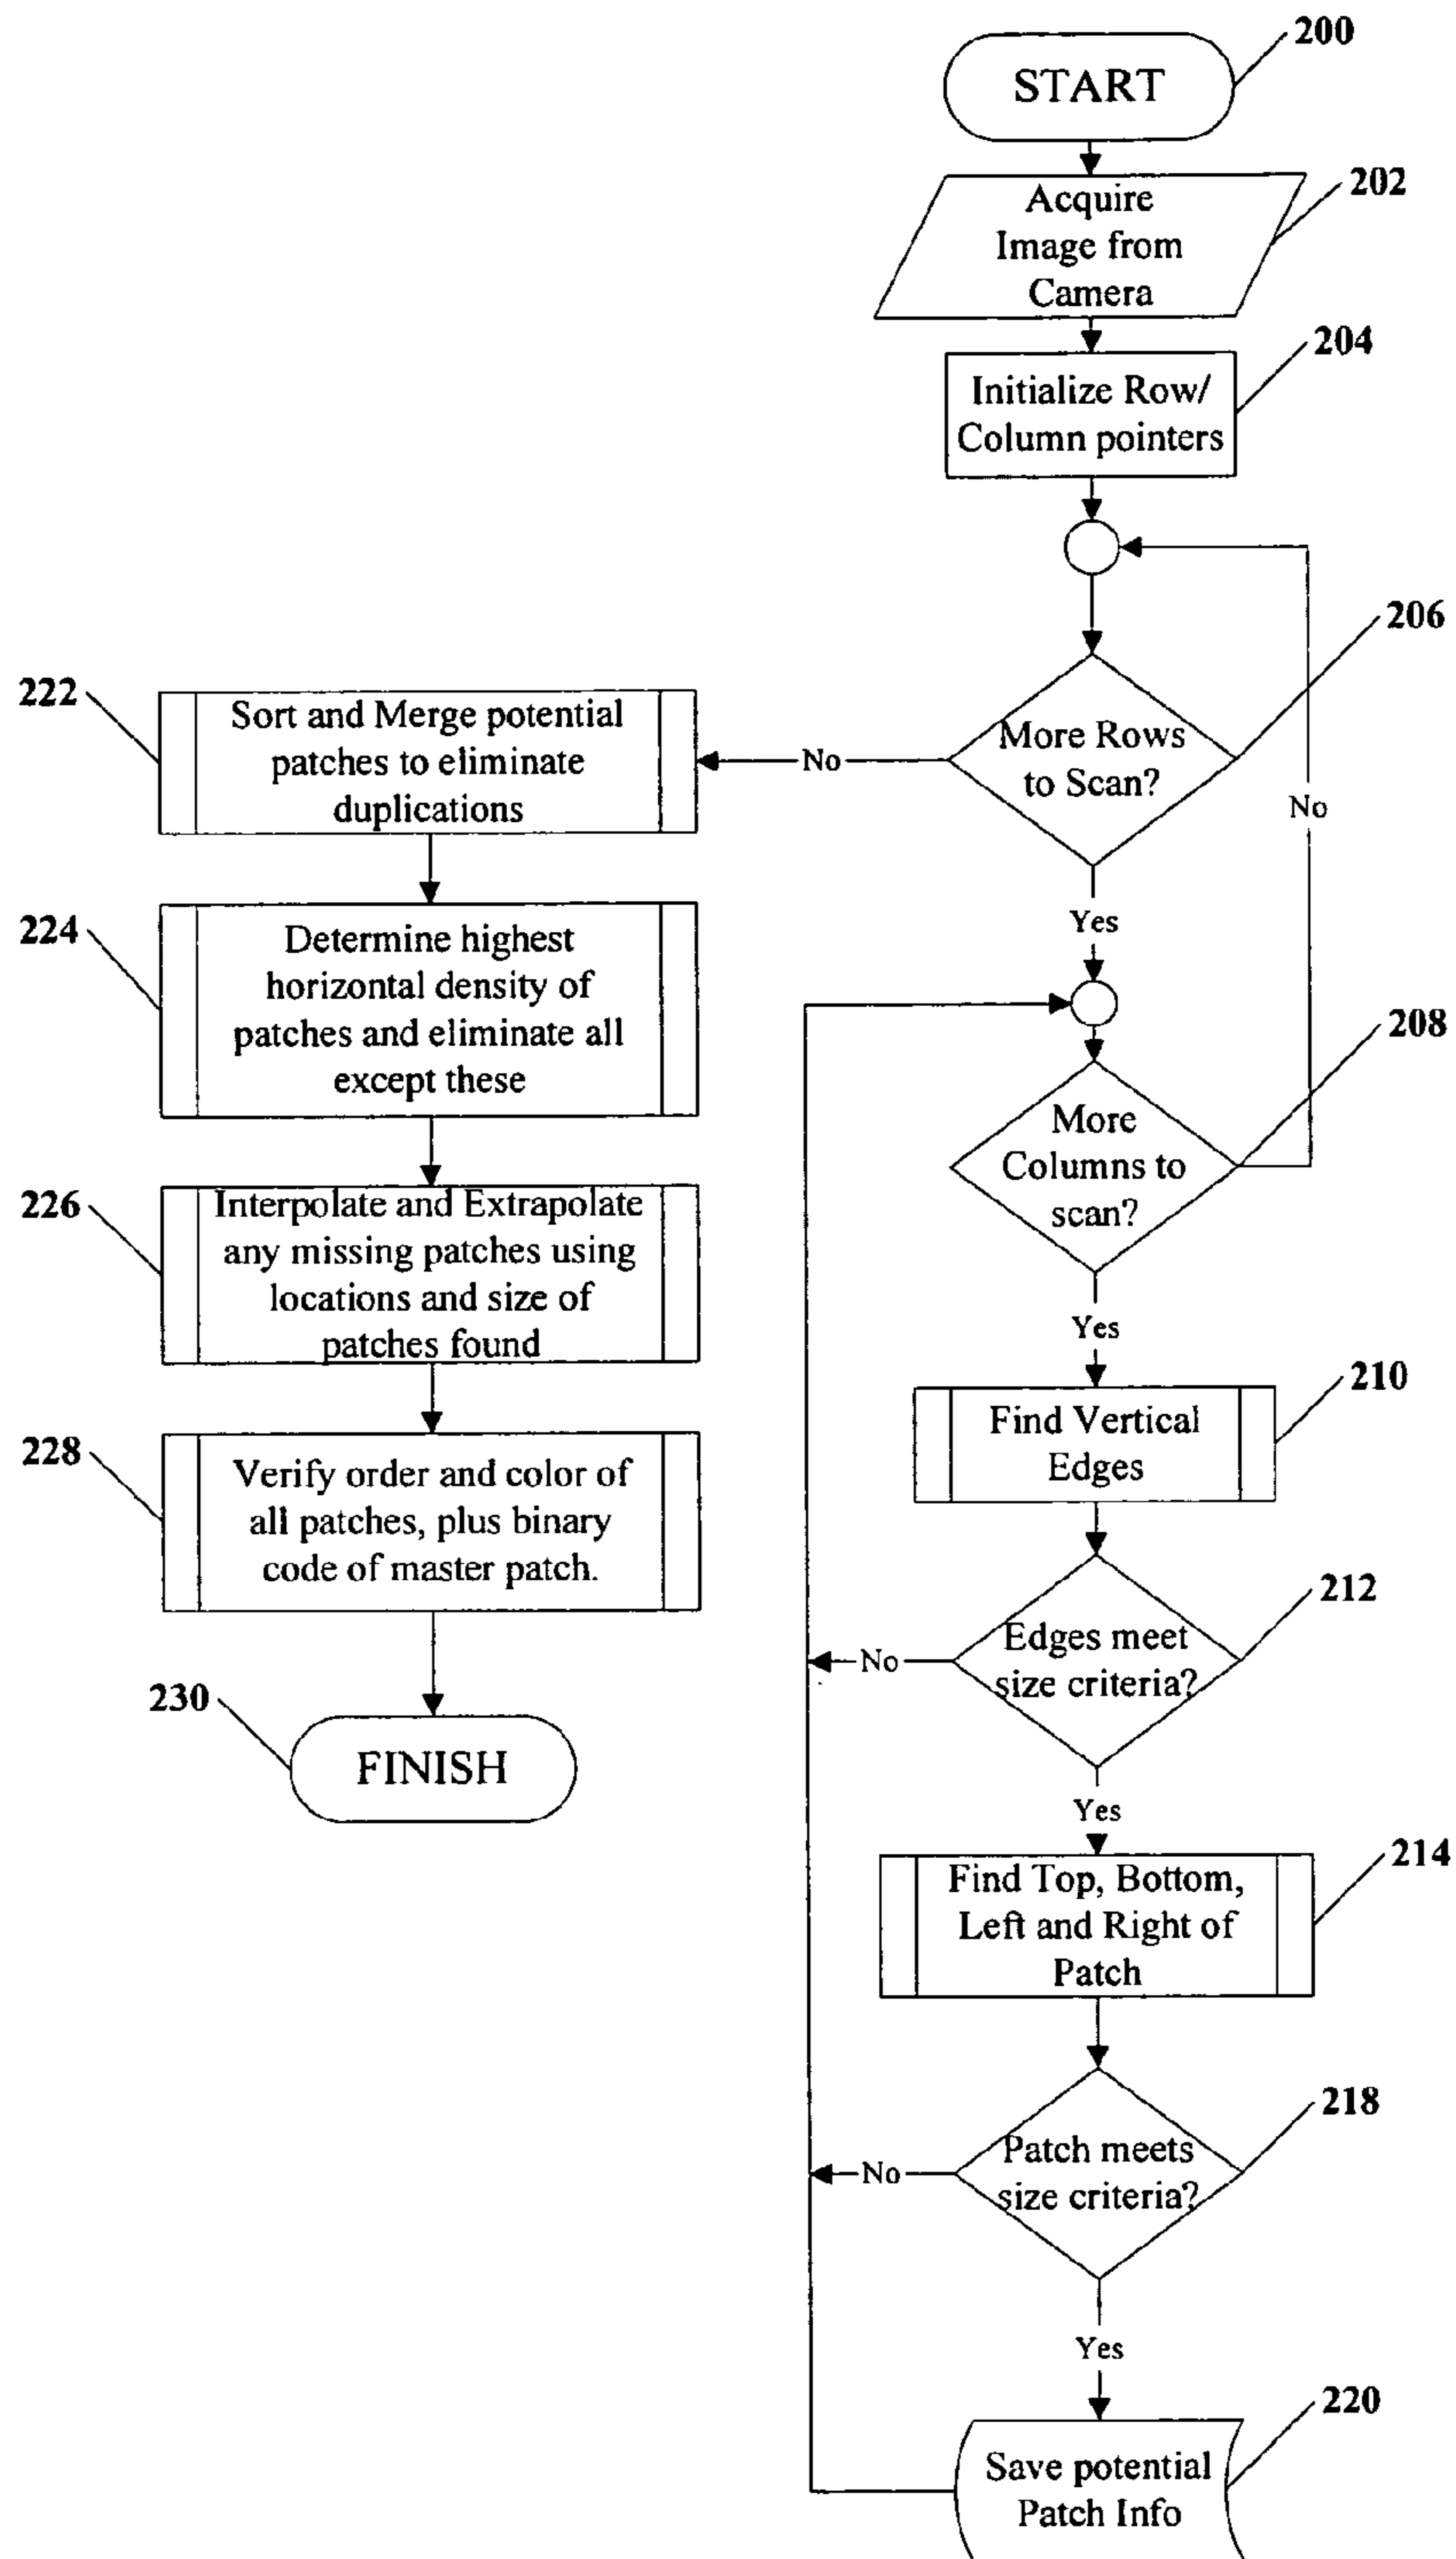 200
START
202
Acquire
Image from
Camera
204
Initialize Row/
Column pointers
206
More Rows
to Scan?
No
No
Yes
222
Sort and Merge potential
patches to eliminate
duplications
224
Determine highest
horizontal density of
patches and eliminate all
except these
226
Interpolate and Extrapolate
any missing patches using
locations and size of
patches found
228
Verify order and color of
all patches, plus binary
code of master patch.
230
FINISH
208
More
Columns to
scan?
Yes
210
Find Vertical
Edges
212
Edges meet
size criteria?
No
Yes
214
Find Top, Bottom,
Left and Right of
Patch
218
Patch meets
size criteria?
No
Yes
220
Save potential
Patch Info